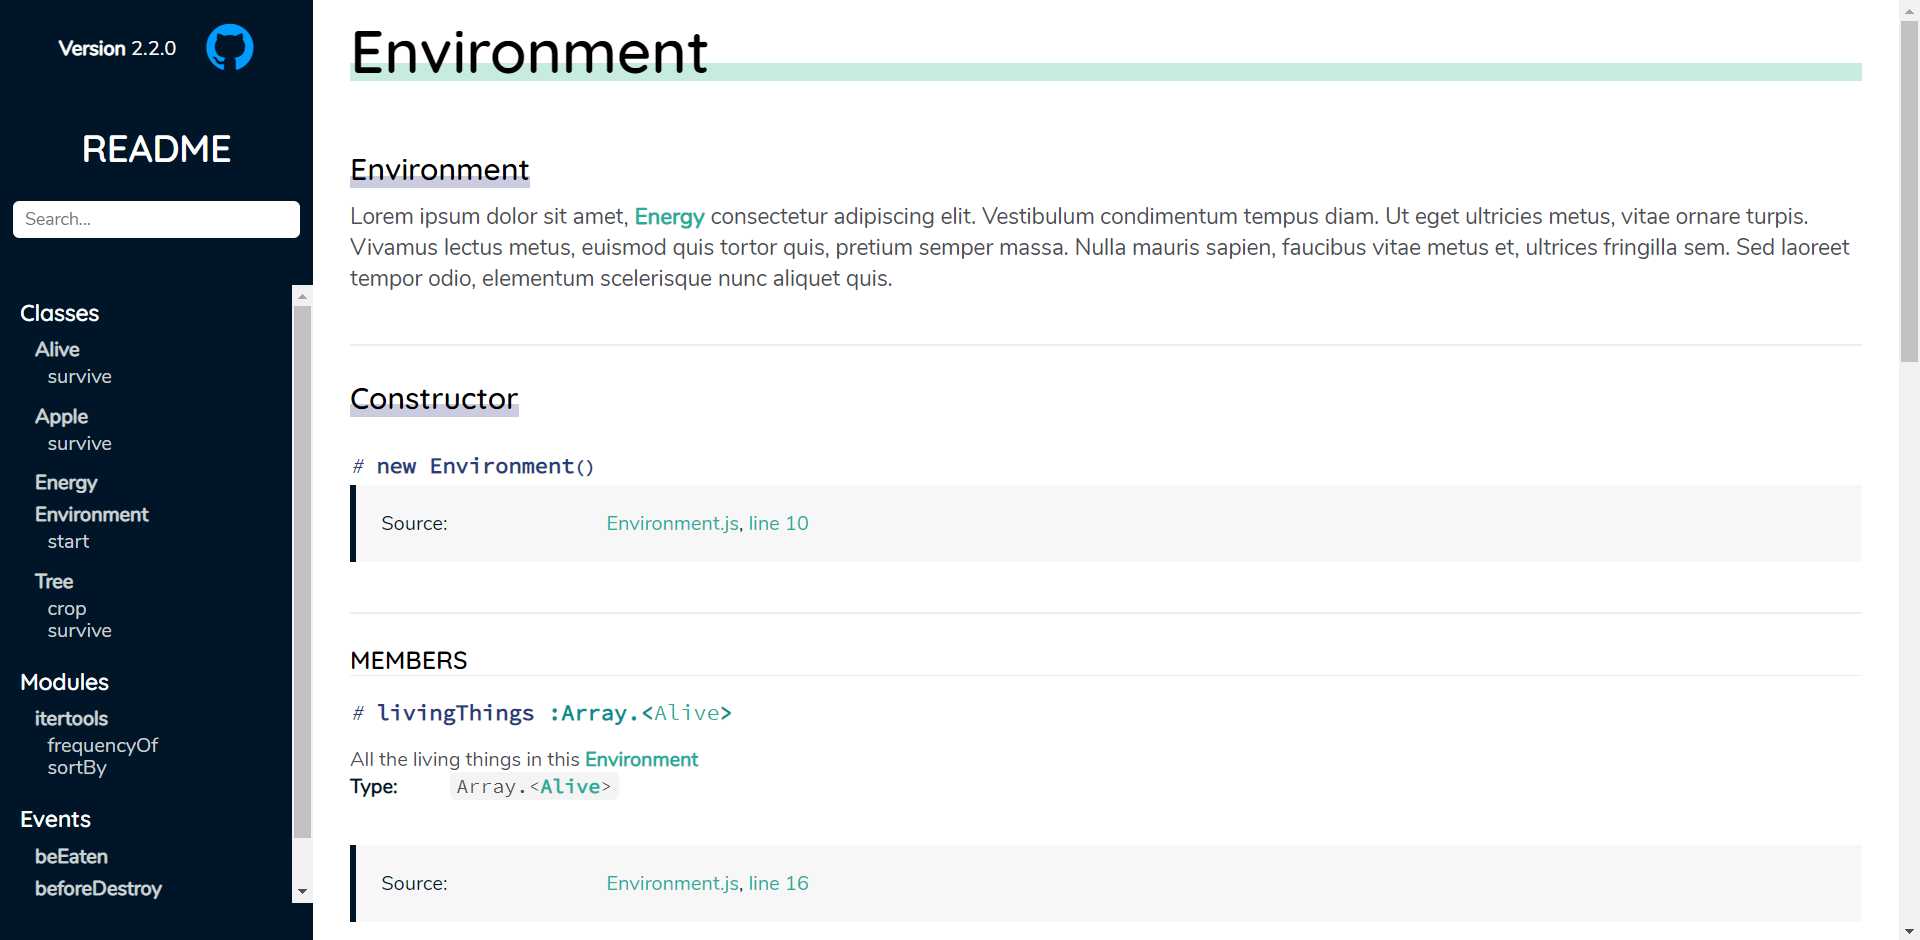 Version 2.2.0
README
Search...
Classes
Alive
survive
Apple
survive
Energy
Environment
start
Tree
crop
survive
Modules
itertools
frequencyOf
sortBy
Events
beEaten
beforeDestroy
Environment
Environment
Lorem ipsum dolor sit amet, Energy consectetur adipiscing elit. Vestibulum condimentum tempus diam. Ut eget ultricies metus, vitae ornare turpis.
Vivamus lectus metus, euismod quis tortor quis, pretium semper massa. Nulla mauris sapien, faucibus vitae metus et, ultrices fringilla sem. Sed laoreet
tempor odio, elementum scelerisque nunc aliquet quis.
Constructor
# new Environment()
Source: Environment.js, line 10
MEMBERS
# livingThings :Array.<Alive>
All the living things in this Environment
Type: Array.<Alive>
Source: Environment.js, line 16